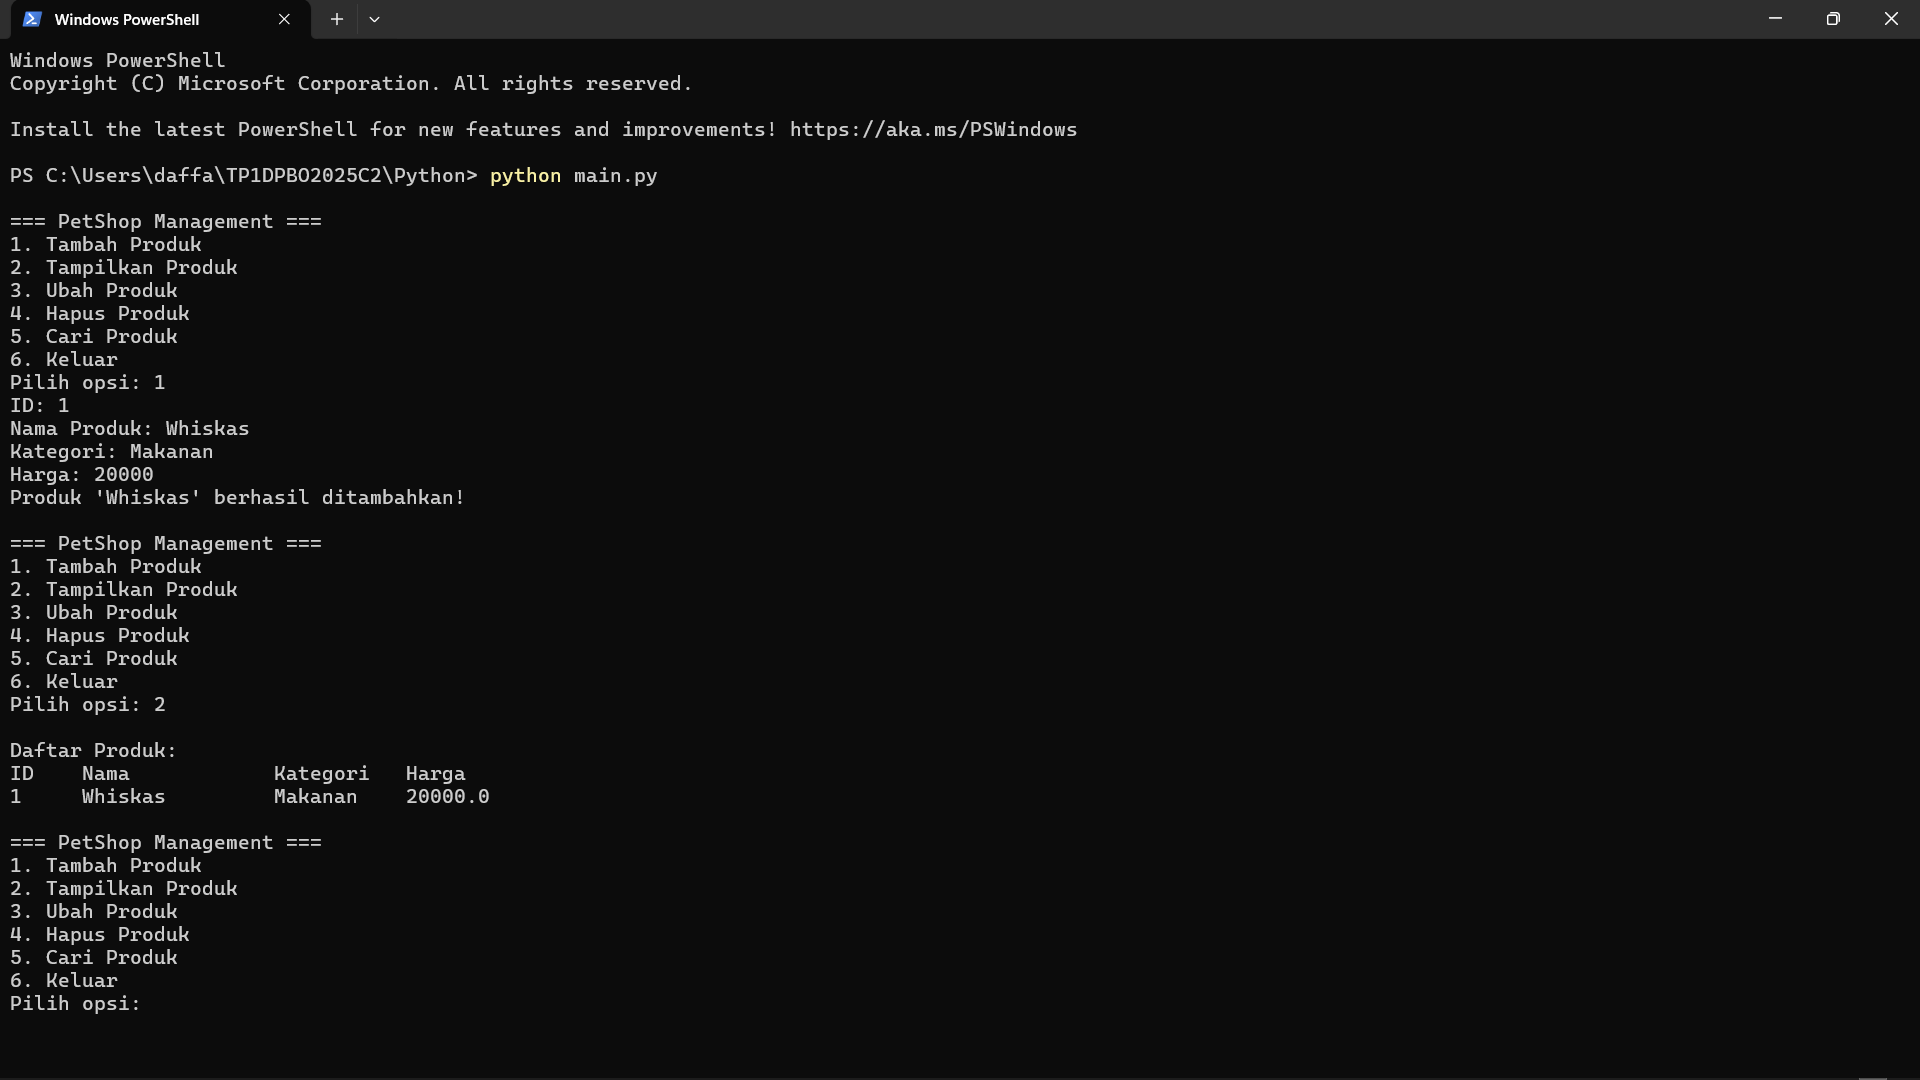 Windows PowerShell
Windows PowerShell
Copyright (C) Microsoft Corporation. All rights reserved.
Install the latest PowerShell for new features and improvements! https://aka.ms/PSWindows
PS C:\Users\daffa\TP1DPBO2025C2\Python> python main.py
=== PetShop Management ===
1. Tambah Produk
2. Tampilkan Produk
3. Ubah Produk
4. Hapus Produk
5. Cari Produk
6. Keluar
Pilih opsi: 1
ID: 1
Nama Produk: Whiskas
Kategori: Makanan
Harga: 20000
Produk 'Whiskas' berhasil ditambahkan!
=== PetShop Management ===
1. Tambah Produk
2. Tampilkan Produk
3. Ubah Produk
4. Hapus Produk
5. Cari Produk
6. Keluar
Pilih opsi: 2
Daftar Produk:
ID    Nama            Kategori   Harga
1     Whiskas         Makanan    20000.0
=== PetShop Management ===
1. Tambah Produk
2. Tampilkan Produk
3. Ubah Produk
4. Hapus Produk
5. Cari Produk
6. Keluar
Pilih opsi: